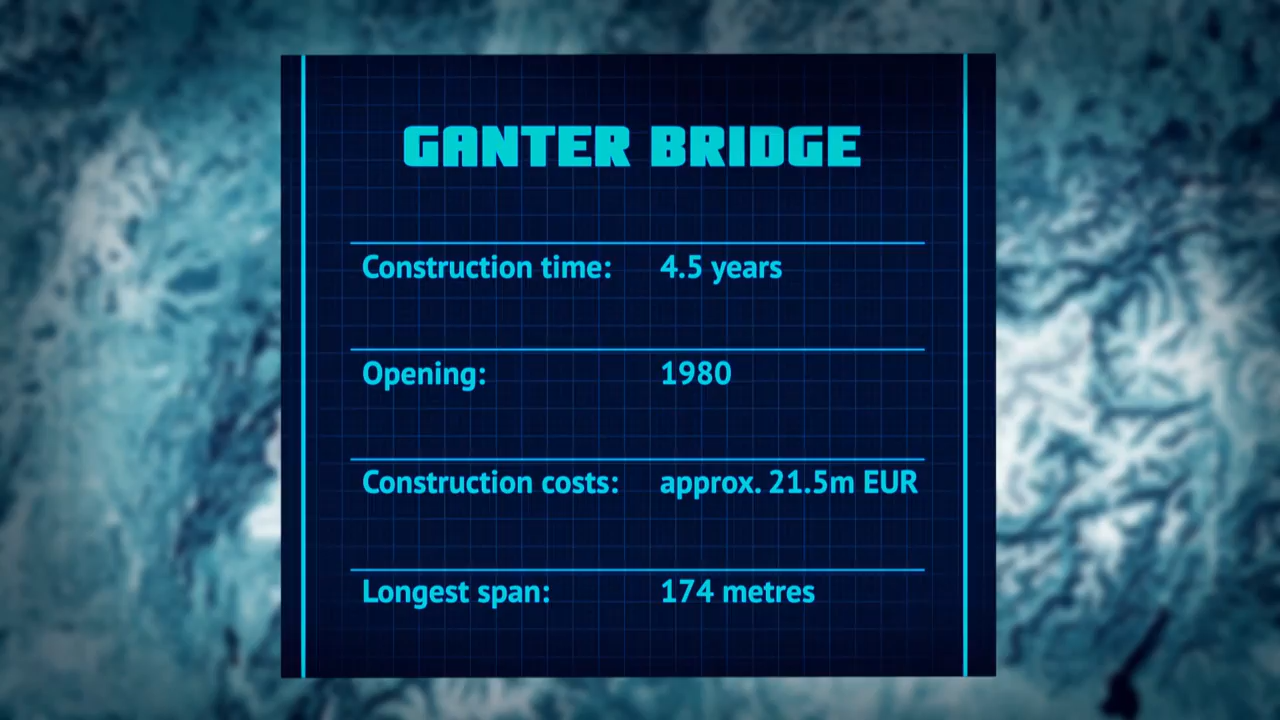 GANTER BRIDGE
Construction time: 4.5 years
Opening: 1980
Construction costs: approx. 21.5m EUR
Longest span: 174 metres